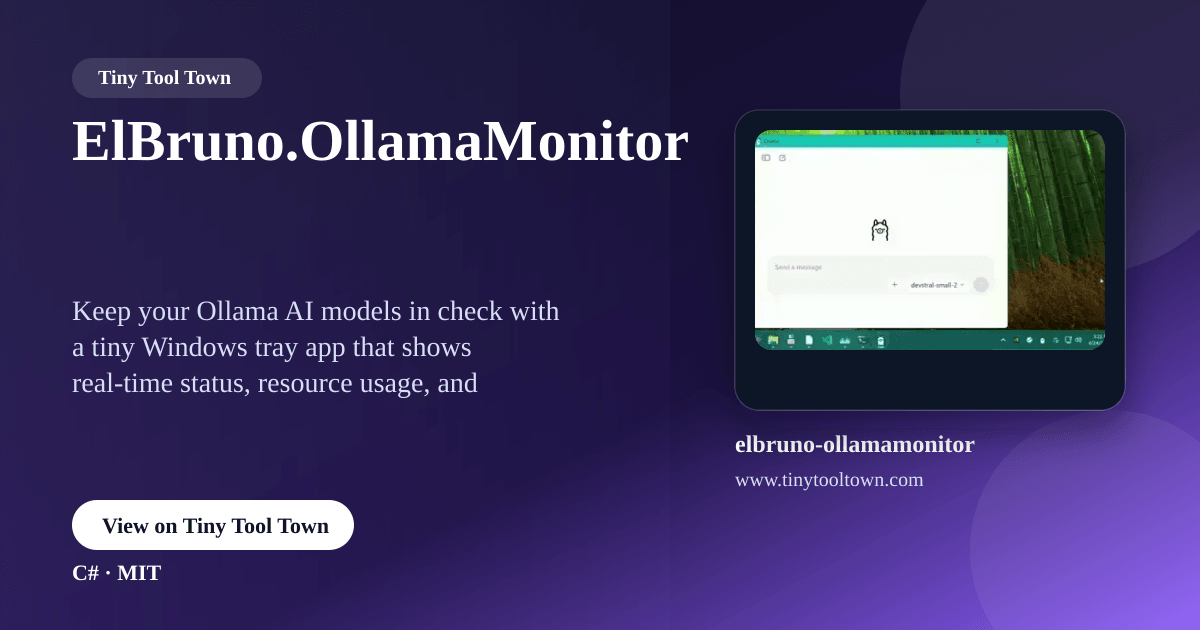 Tiny Tool Town
ElBruno.OllamaMonitor
Keep your Ollama AI models in check with
a tiny Windows tray app that shows
real-time status, resource usage, and
View on Tiny Tool Town
C# · MIT
Send a message
+ devstral-small-2
elbruno-ollamamonitor
www.tinytooltown.com